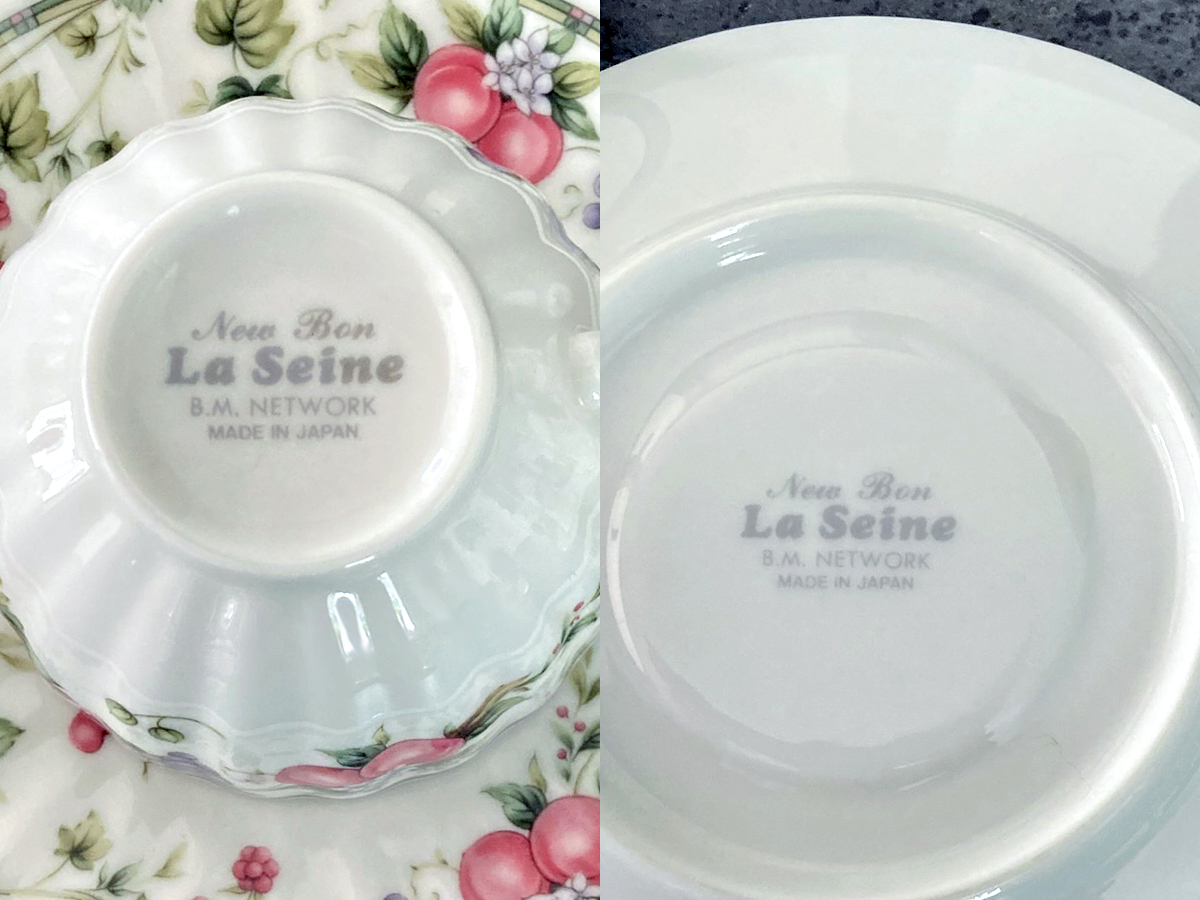 New Bon
La Seine
B.M. NETWORK
MADE IN JAPAN
New Bon
La Seine
B.M. NETWORK
MADE IN JAPAN